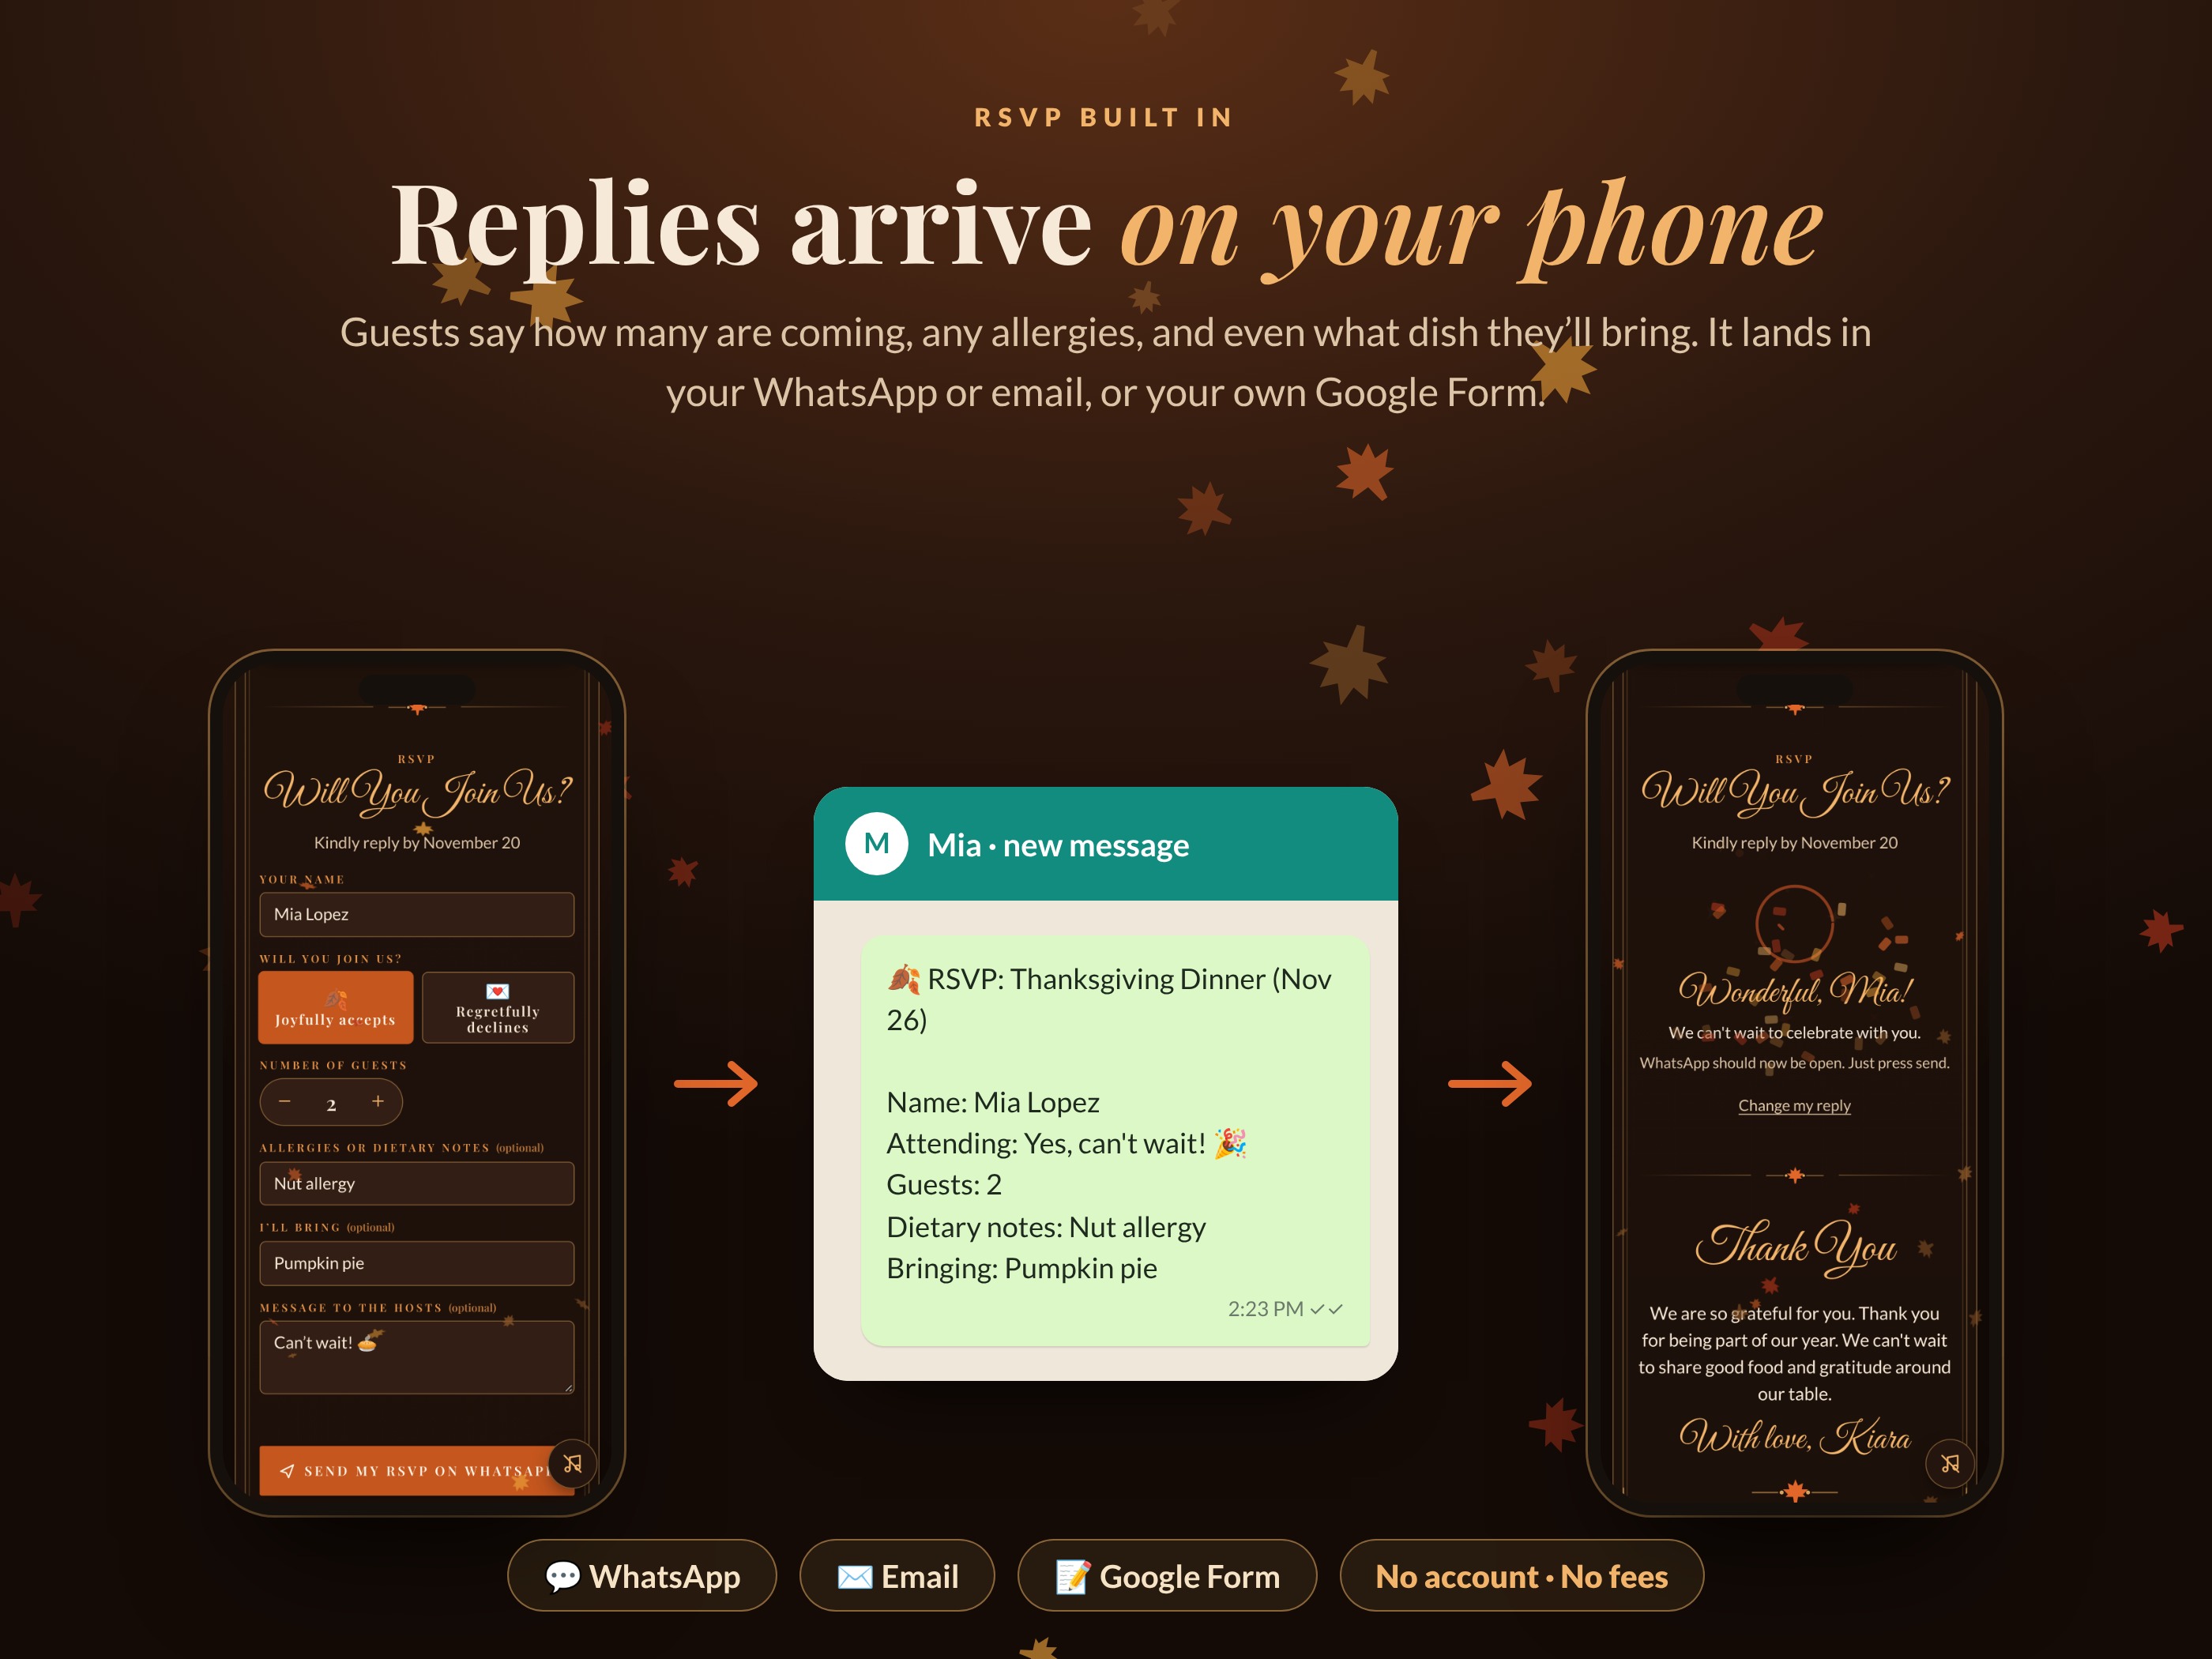 RSVP BUILT IN
Replies arrive on your phone
Guests say how many are coming, any allergies, and even what dish they’ll bring. It lands in
your WhatsApp or email, or your own Google Form.
RSVP
Will You Join Us?
Kindly reply by November 20
YOUR NAME
Mia Lopez
WILL YOU JOIN US?
🍂
Joyfully accepts
💌
Regretfully
declines
NUMBER OF GUESTS
− 2 +
ALLERGIES OR DIETARY NOTES (optional)
Nut allergy
I’LL BRING (optional)
Pumpkin pie
MESSAGE TO THE HOSTS (optional)
Can’t wait! 🥧
SEND MY RSVP ON WHATSAPP
M
Mia · new message
🍂 RSVP: Thanksgiving Dinner (Nov
26)
Name: Mia Lopez
Attending: Yes, can't wait! 🎉
Guests: 2
Dietary notes: Nut allergy
Bringing: Pumpkin pie
2:23 PM ✓✓
RSVP
Will You Join Us?
Kindly reply by November 20
Wonderful, Mia!
We can't wait to celebrate with you.
WhatsApp should now be open. Just press send.
Change my reply
Thank You
We are so grateful for you. Thank you
for being part of our year. We can't wait
to share good food and gratitude around
our table.
With love, Kiara
💬 WhatsApp
✉️ Email
📝 Google Form
No account · No fees